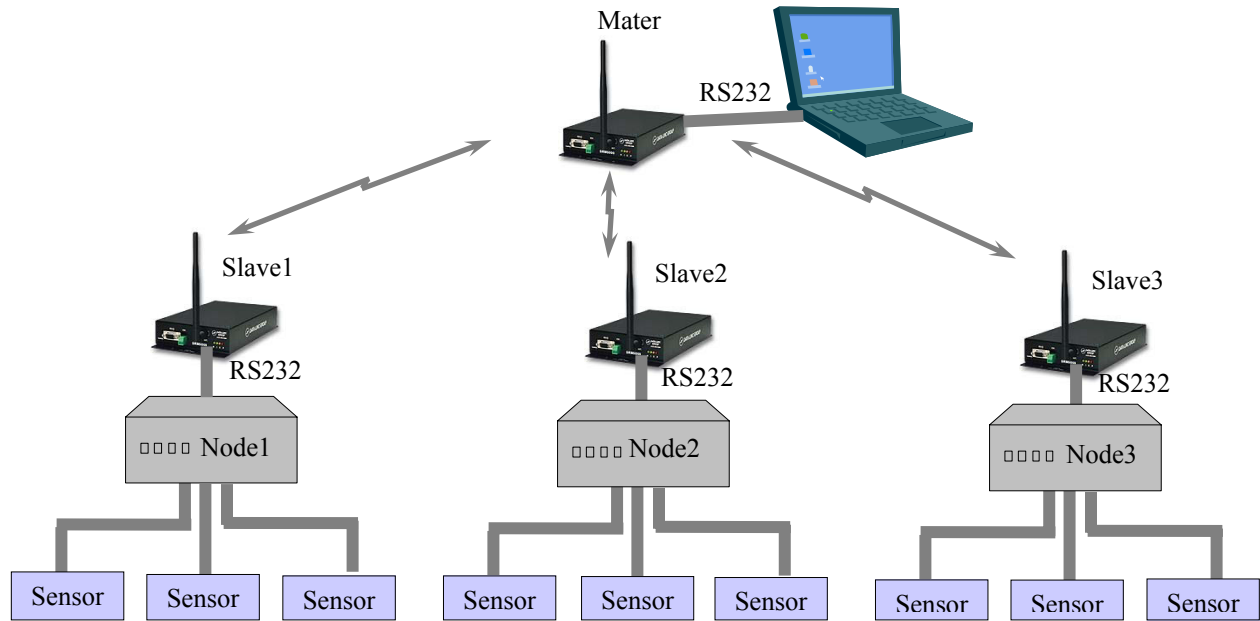 Mater
RS232
Slave1
Slave2
Slave3
RS232
RS232
RS232
Node1
Node2
Node3
Sensor
Sensor
Sensor
Sensor
Sensor
Sensor
Sensor
Sensor
Sensor